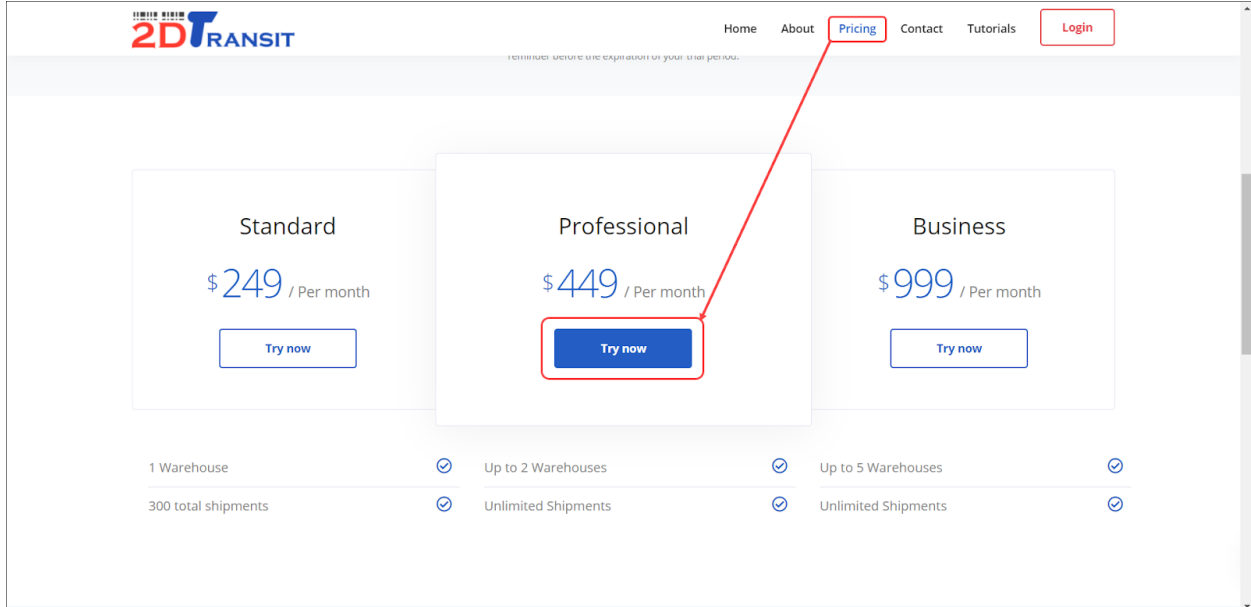 2DTRANSIT
Home About Pricing Contact Tutorials Login
reminder before the expiration of your trial period.
Standard
$249 / Per month
Try now
Professional
$449 / Per month
Try now
Business
$999 / Per month
Try now
1 Warehouse
300 total shipments
Up to 2 Warehouses
Unlimited Shipments
Up to 5 Warehouses
Unlimited Shipments